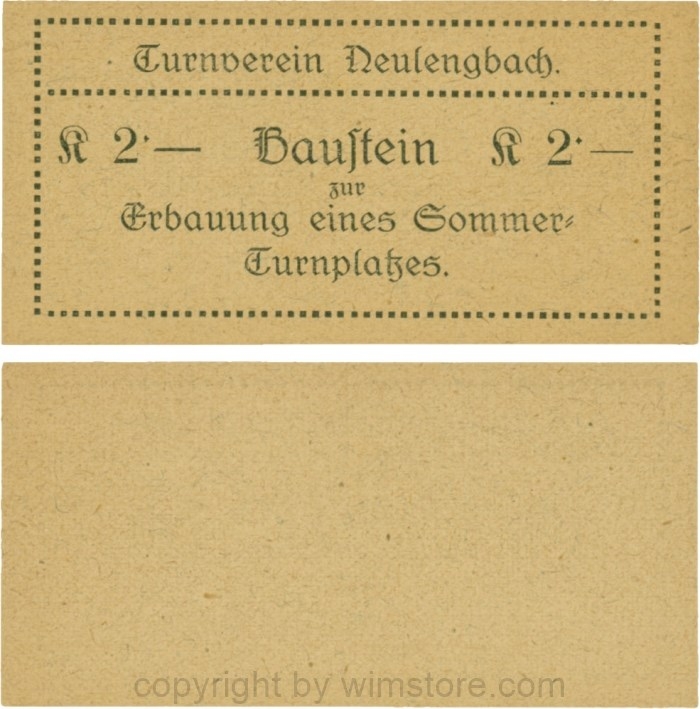 Turnverein Neulengbach.
K 2·— Bauſtein K 2·—
zur
Erbauung eines Sommer-
Turnplatzes.
copyright by wimstore.com